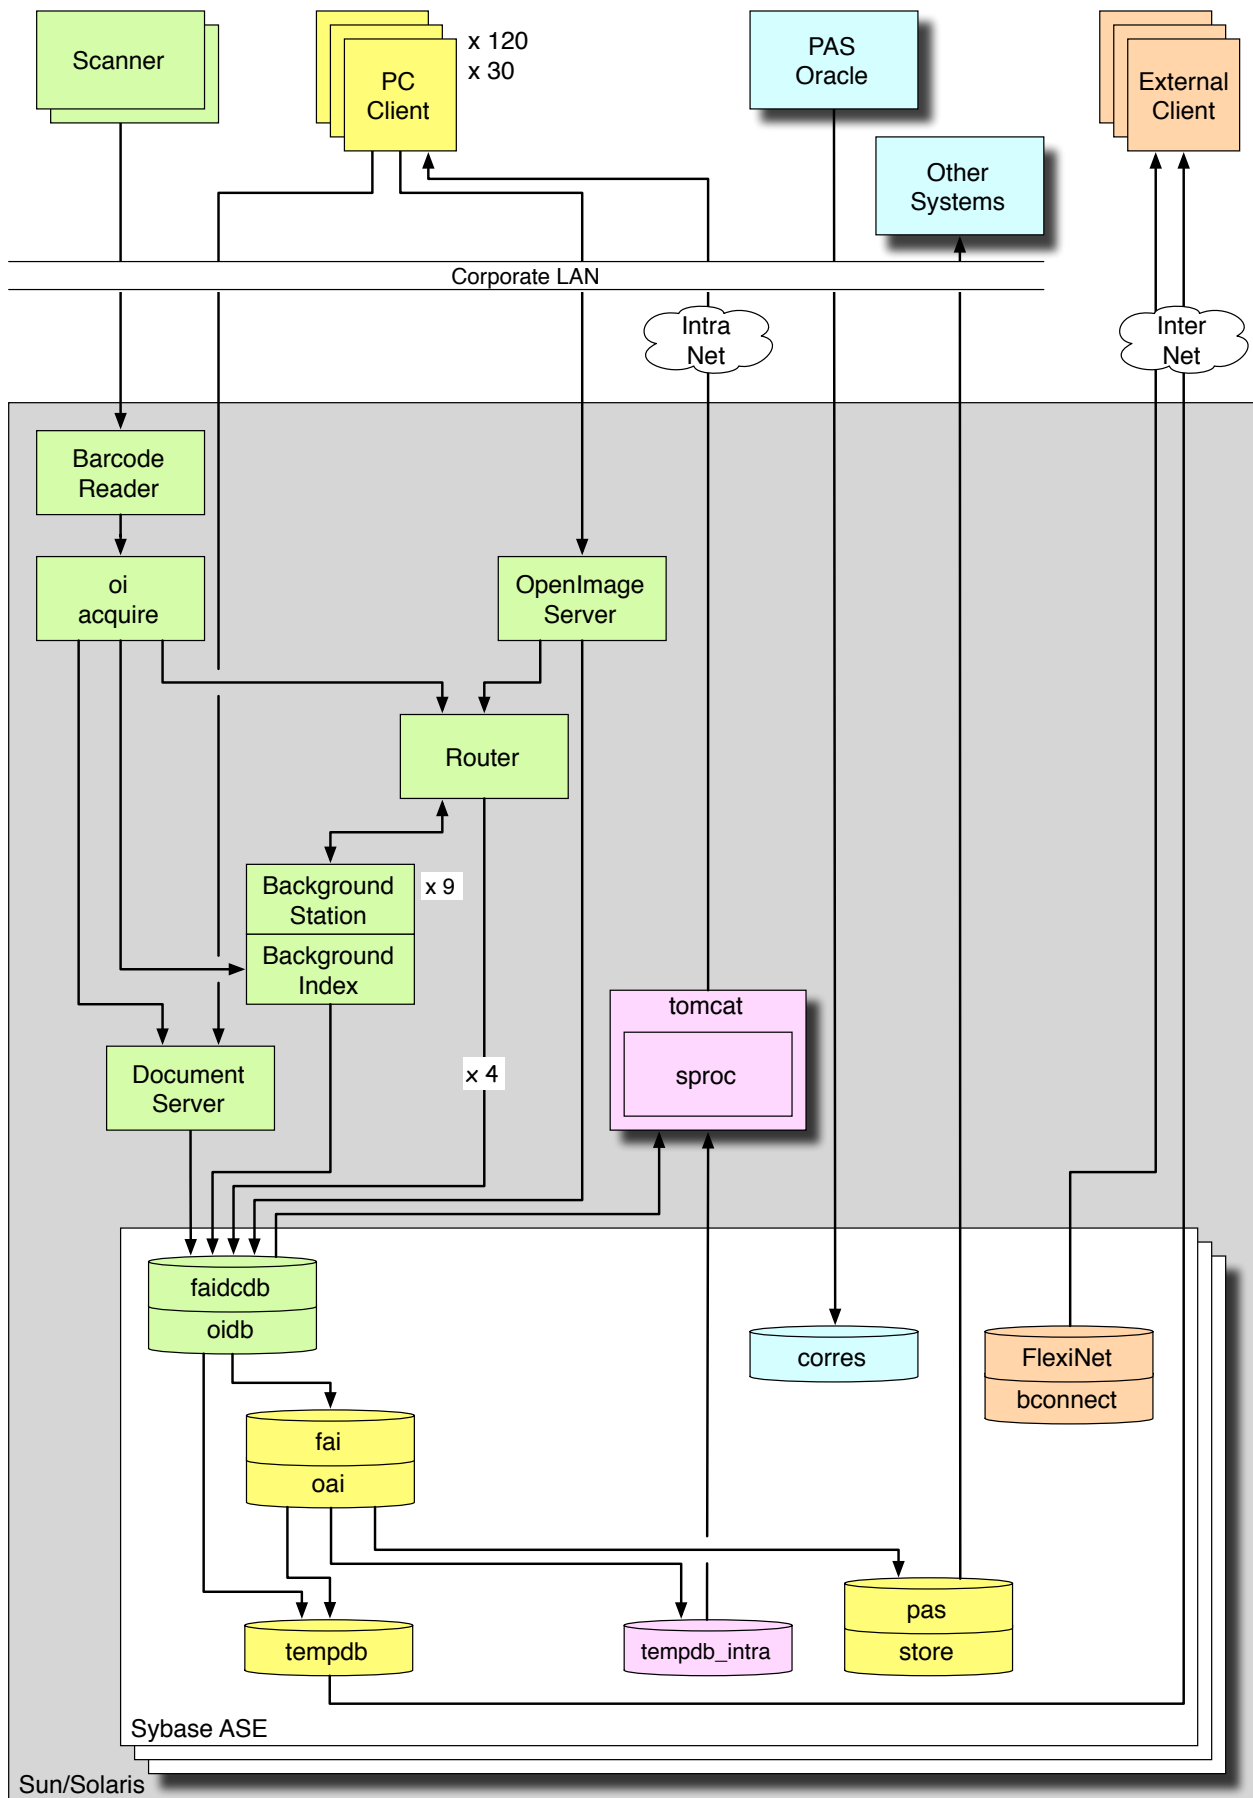 Scanner
PC
Client
x 120
x 30
PAS
Oracle
External
Client
Other
Systems
Corporate LAN
Intra
Net
Inter
Net
Barcode
Reader
oi
acquire
OpenImage
Server
Router
Background
Station
x 9
Background
Index
tomcat
sproc
Document
Server
x 4
faidcdb
oidb
corres
FlexiNet
bconnect
fai
oai
pas
store
tempdb
tempdb_intra
Sybase ASE
Sun/Solaris